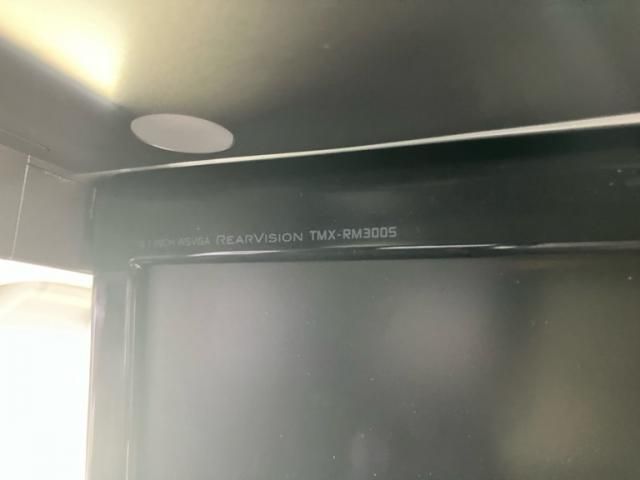 INCH WSVGA REARVISION TMX-RM3005